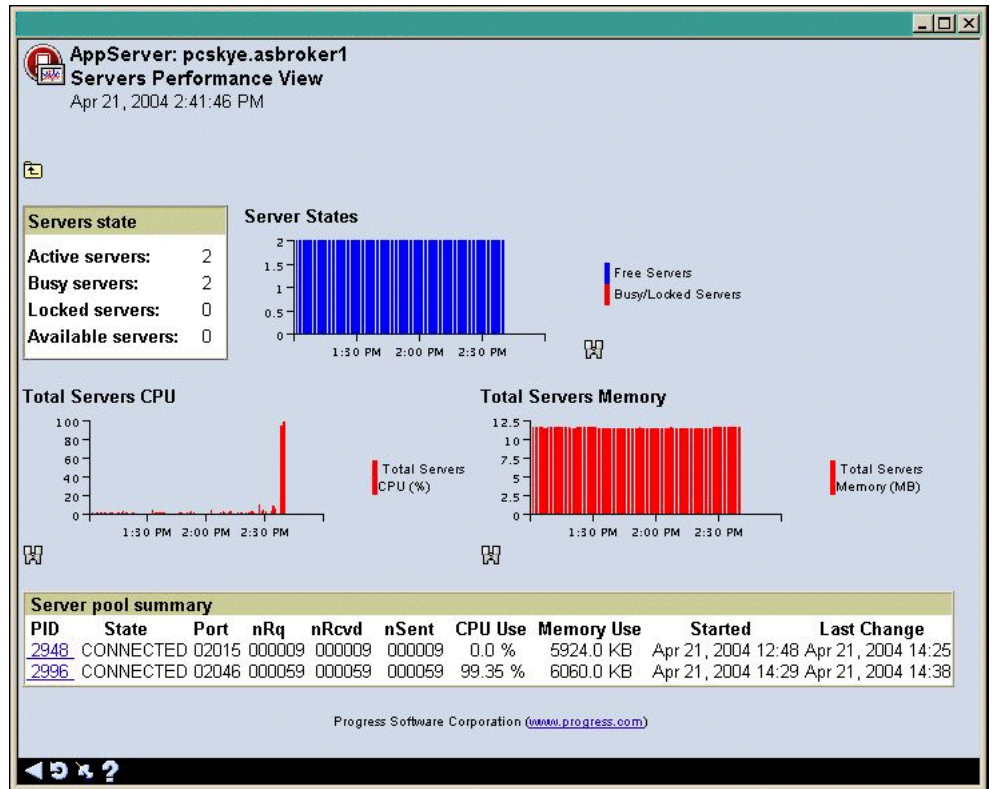 AppServer: pcskye.asbroker1
Servers Performance View
Apr 21, 2004 2:41:46 PM
Servers state
Active servers: 2
Busy servers: 2
Locked servers: 0
Available servers: 0
Server States
2
1.5
1
0.5
0
1:30 PM 2:00 PM 2:30 PM
Free Servers
Busy/Locked Servers
Total Servers CPU
100
80
60
40
20
0
1:30 PM 2:00 PM 2:30 PM
Total Servers
CPU (%)
Total Servers Memory
12.5
10
7.5
5
2.5
0
1:30 PM 2:00 PM 2:30 PM
Total Servers
Memory (MB)
Server pool summary
PID State Port nRq nRcvd nSent CPU Use Memory Use Started Last Change
2948 CONNECTED 02015 000009 000009 000009 0.0 % 5924.0 KB Apr 21, 2004 12:48 Apr 21, 2004 14:25
2996 CONNECTED 02046 000059 000059 000059 99.35 % 6060.0 KB Apr 21, 2004 14:29 Apr 21, 2004 14:38
Progress Software Corporation (www.progress.com)
?